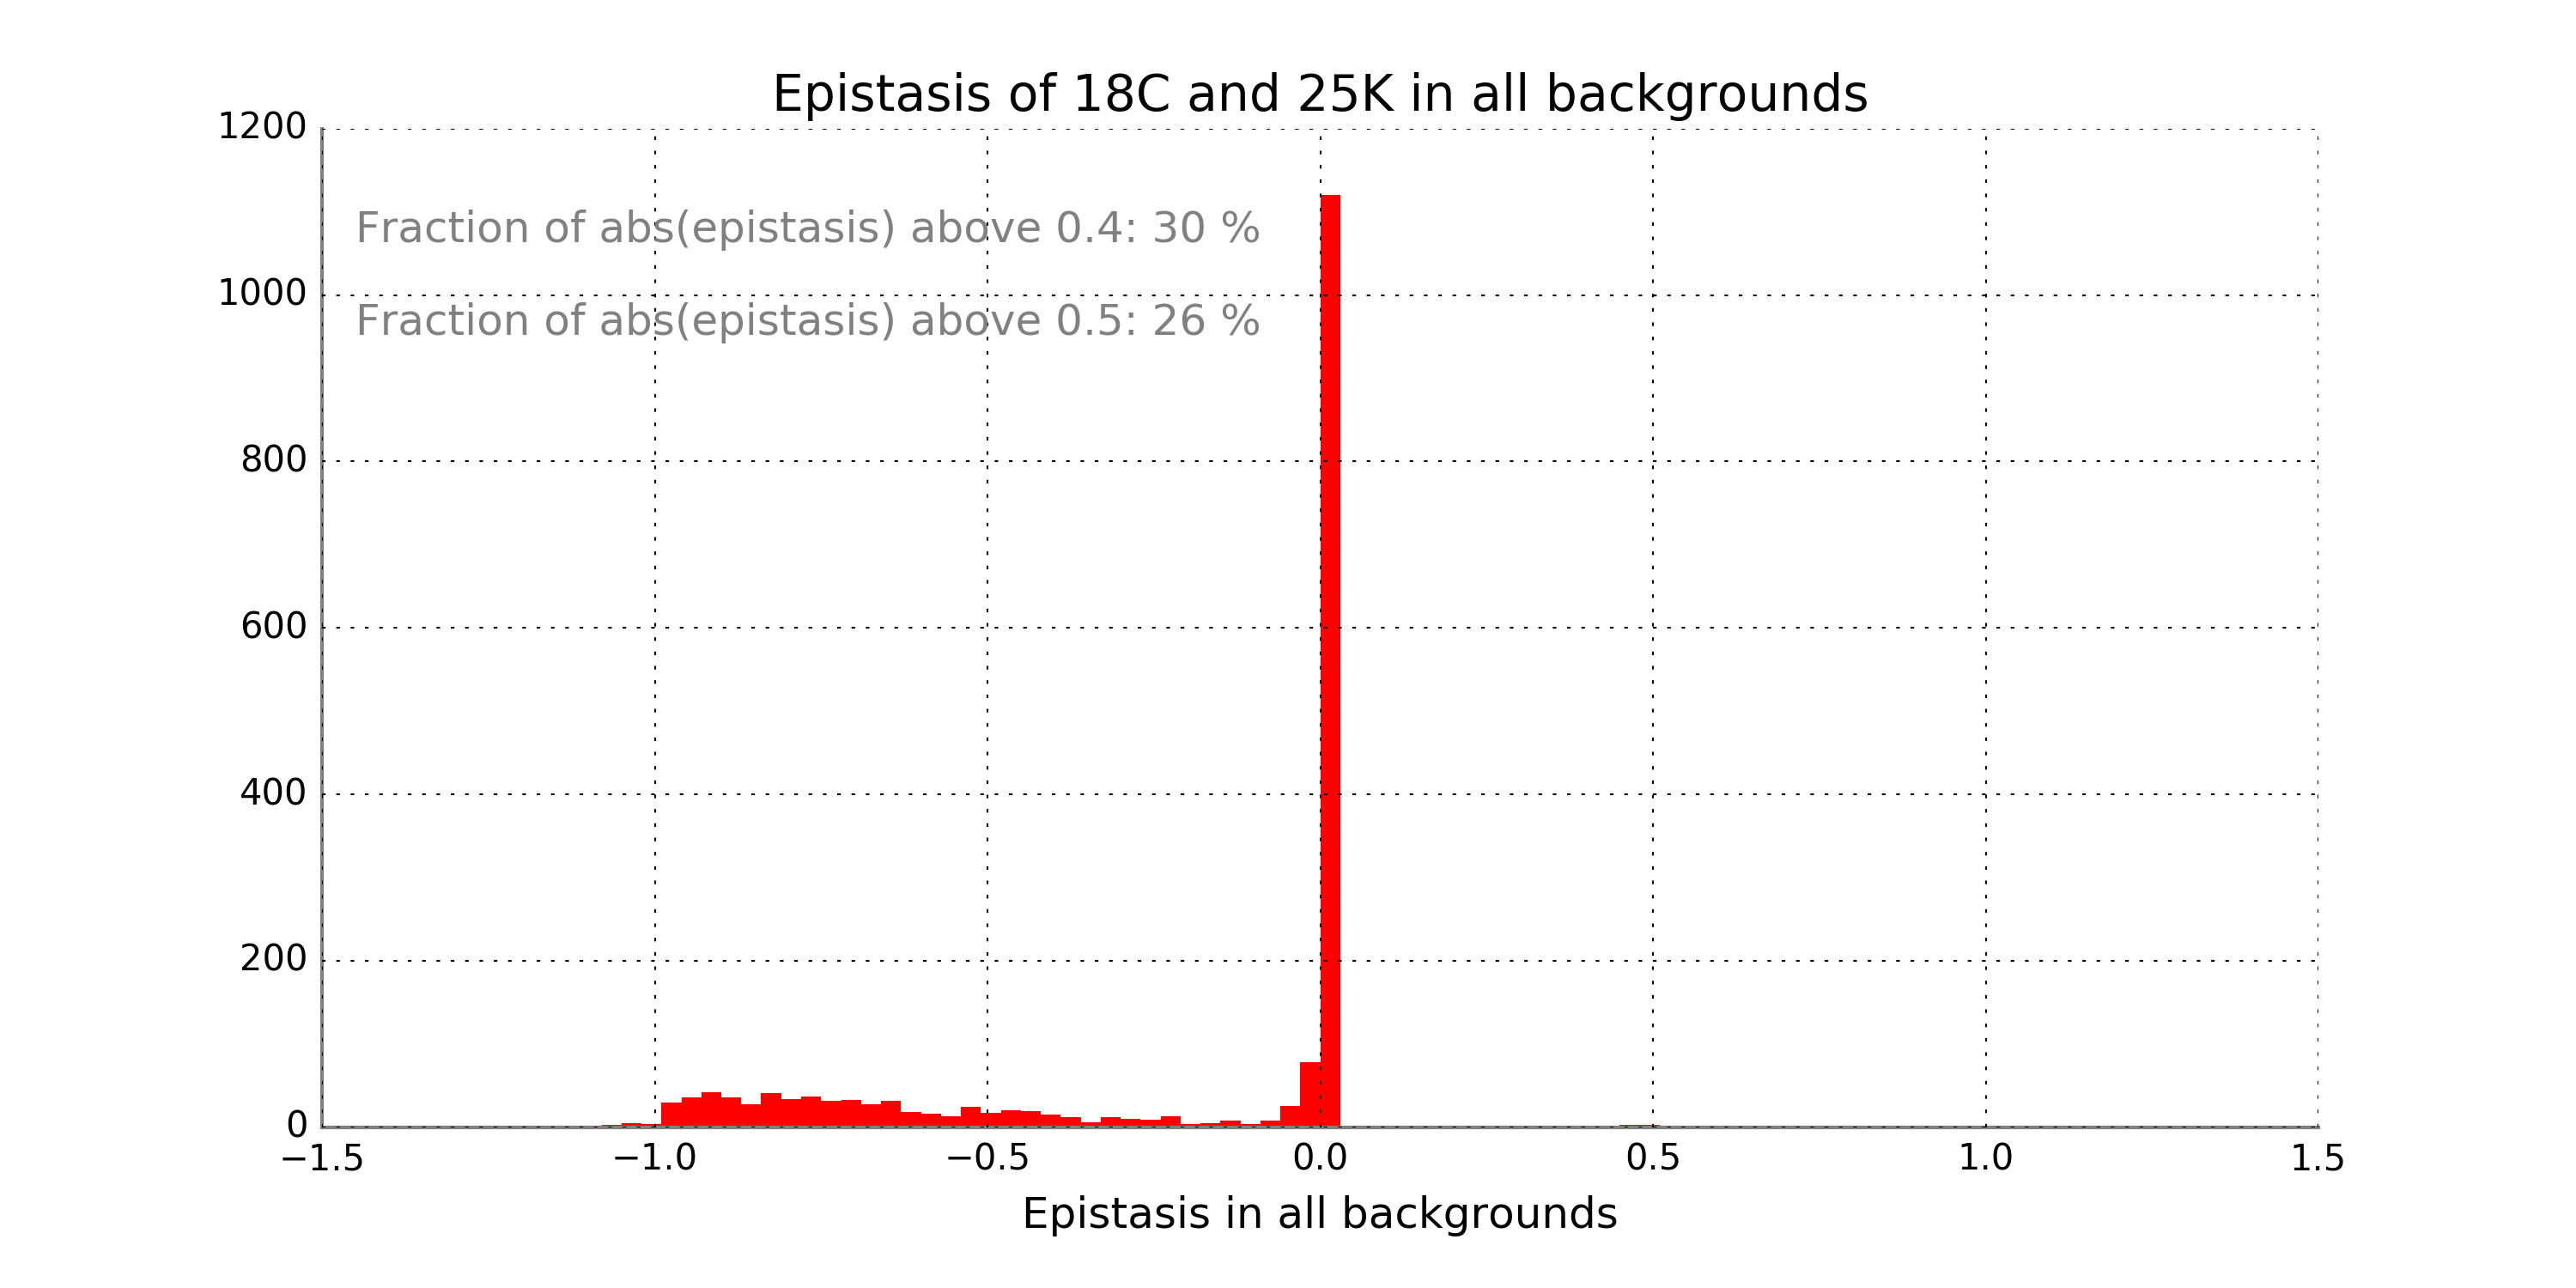 Epistasis of 18C and 25K in all backgrounds
1200
Fraction of abs(epistasis) above 0.4: 30 %
1000
Fraction of abs(epistasis) above 0.5: 26 %
800
600
400
200
0
−1.5 −1.0 −0.5 0.0 0.5 1.0 1.5
Epistasis in all backgrounds